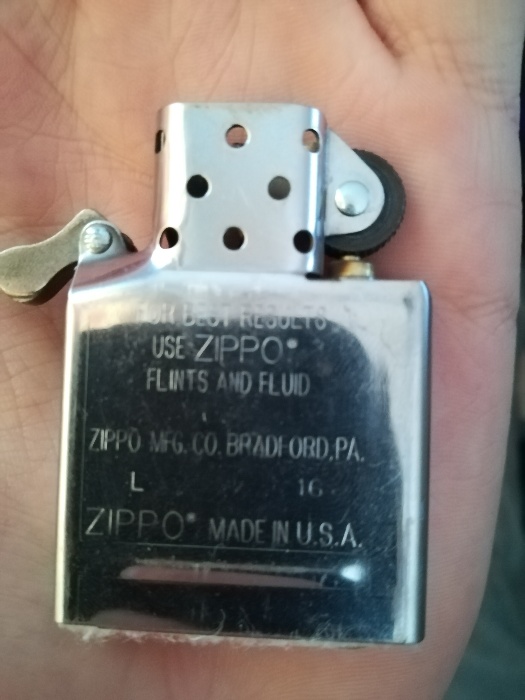 FOR BEST RESULTS
USE ZIPPO®
FLINTS AND FLUID
ZIPPO MFG. CO. BRADFORD, PA.
L 16
ZIPPO® MADE IN U.S.A.